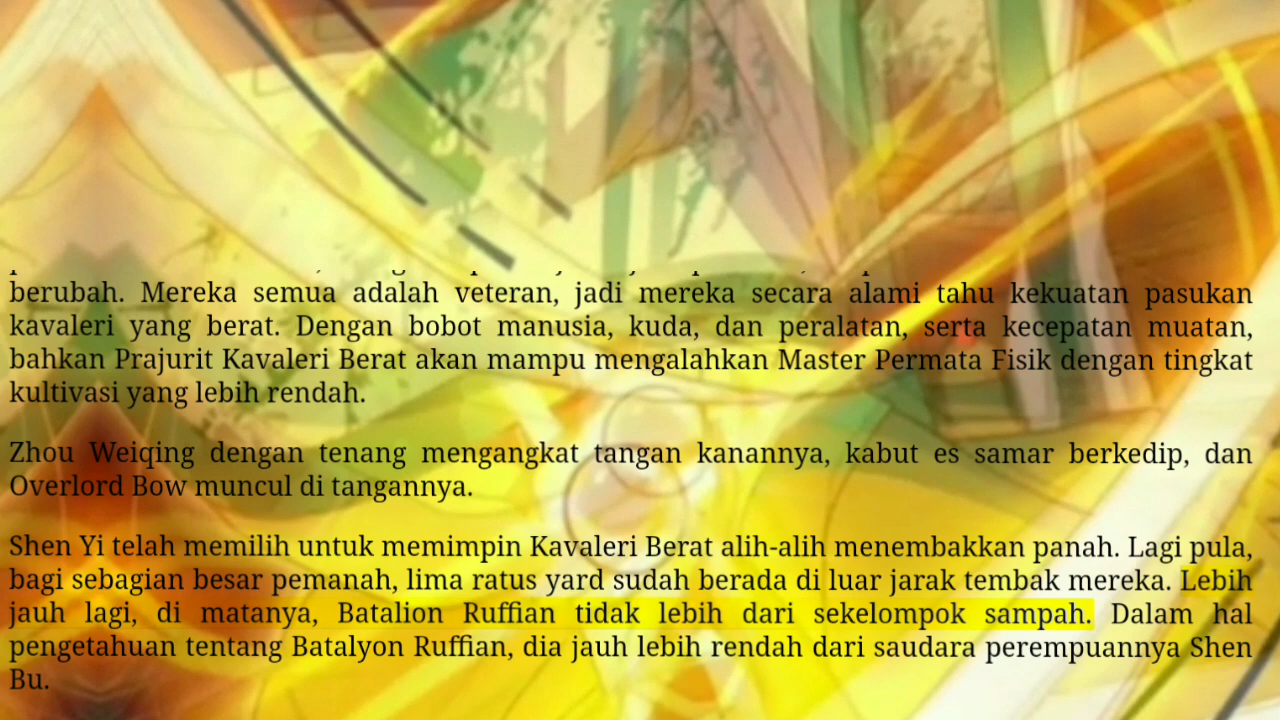 berubah. Mereka semua adalah veteran, jadi mereka secara alami tahu kekuatan pasukan
kavaleri yang berat. Dengan bobot manusia, kuda, dan peralatan, serta kecepatan muatan,
bahkan Prajurit Kavaleri Berat akan mampu mengalahkan Master Permata Fisik dengan tingkat
kultivasi yang lebih rendah.
Zhou Weiqing dengan tenang mengangkat tangan kanannya, kabut es samar berkedip, dan
Overlord Bow muncul di tangannya.
Shen Yi telah memilih untuk memimpin Kavaleri Berat alih-alih menembakkan panah. Lagi pula,
bagi sebagian besar pemanah, lima ratus yard sudah berada di luar jarak tembak mereka. Lebih
jauh lagi, di matanya, Batalion Ruffian tidak lebih dari sekelompok sampah. Dalam hal
pengetahuan tentang Batalyon Ruffian, dia jauh lebih rendah dari saudara perempuannya Shen
Bu.